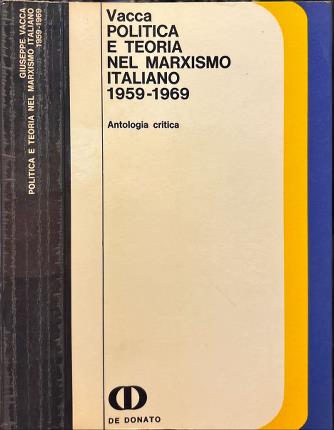 GIUSEPPE VACCA
POLITICA E TEORIA NEL MARXISMO ITALIANO
1959-1969
Vacca
POLITICA
E TEORIA
NEL MARXISMO
ITALIANO
1959-1969
Antologia critica
DE DONATO